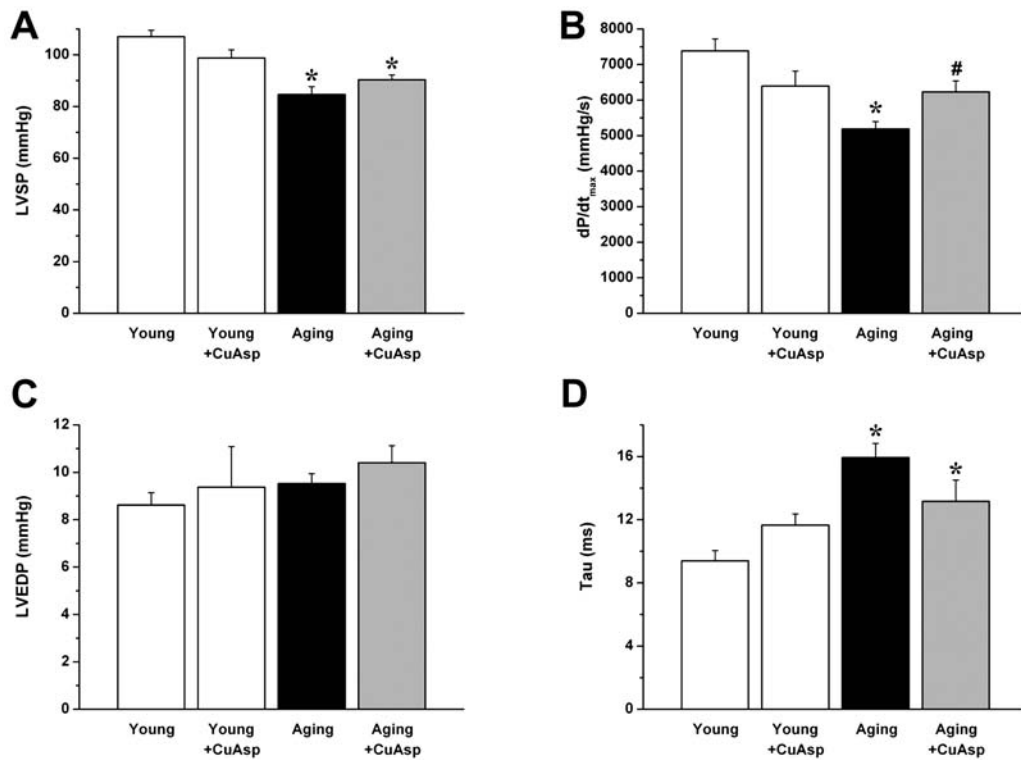 A
LVSP (mmHg)
100
80
60
40
20
0
*
*
Young
Young
+CuAsp
Aging
Aging
+CuAsp
B
dP/dtmax (mmHg/s)
8000
7000
6000
5000
4000
3000
2000
1000
0
*
#
Young
Young
+CuAsp
Aging
Aging
+CuAsp
C
LVEDP (mmHg)
12
10
8
6
4
2
0
Young
Young
+CuAsp
Aging
Aging
+CuAsp
D
Tau (ms)
16
12
8
4
0
*
*
Young
Young
+CuAsp
Aging
Aging
+CuAsp